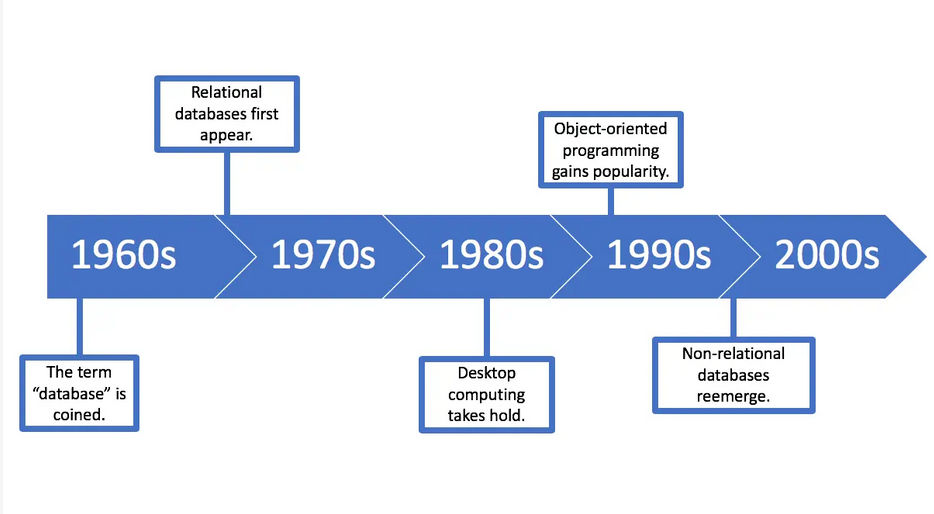 Relational
databases first
appear.
Object-oriented
programming
gains popularity.
1960s
1970s
1980s
1990s
2000s
The term
“database” is
coined.
Desktop
computing
takes hold.
Non-relational
databases
reemerge.